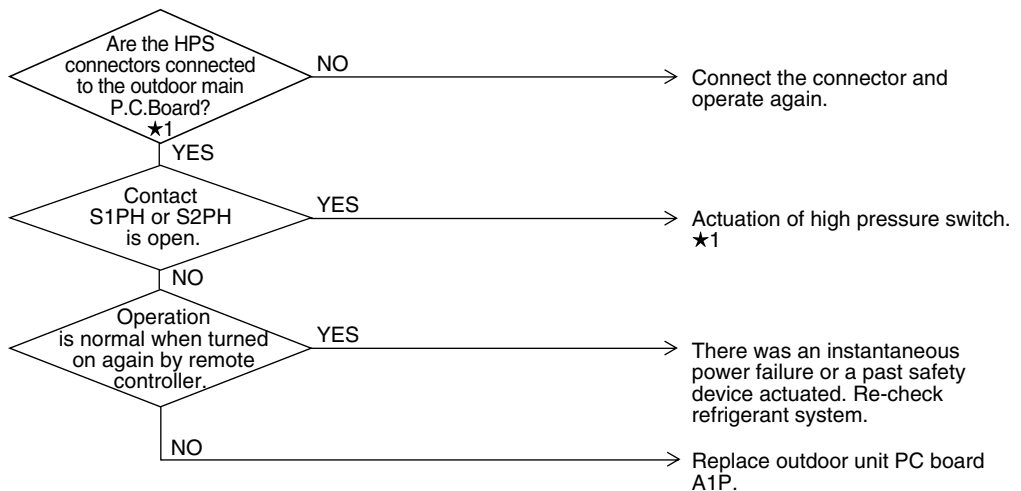 Are the HPS
connectors connected
to the outdoor main
P.C.Board?
★1
NO
Connect the connector and
operate again.
YES
Contact
S1PH or S2PH
is open.
YES
Actuation of high pressure switch.
★1
NO
Operation
is normal when turned
on again by remote
controller.
YES
There was an instantaneous
power failure or a past safety
device actuated. Re-check
refrigerant system.
NO
Replace outdoor unit PC board
A1P.